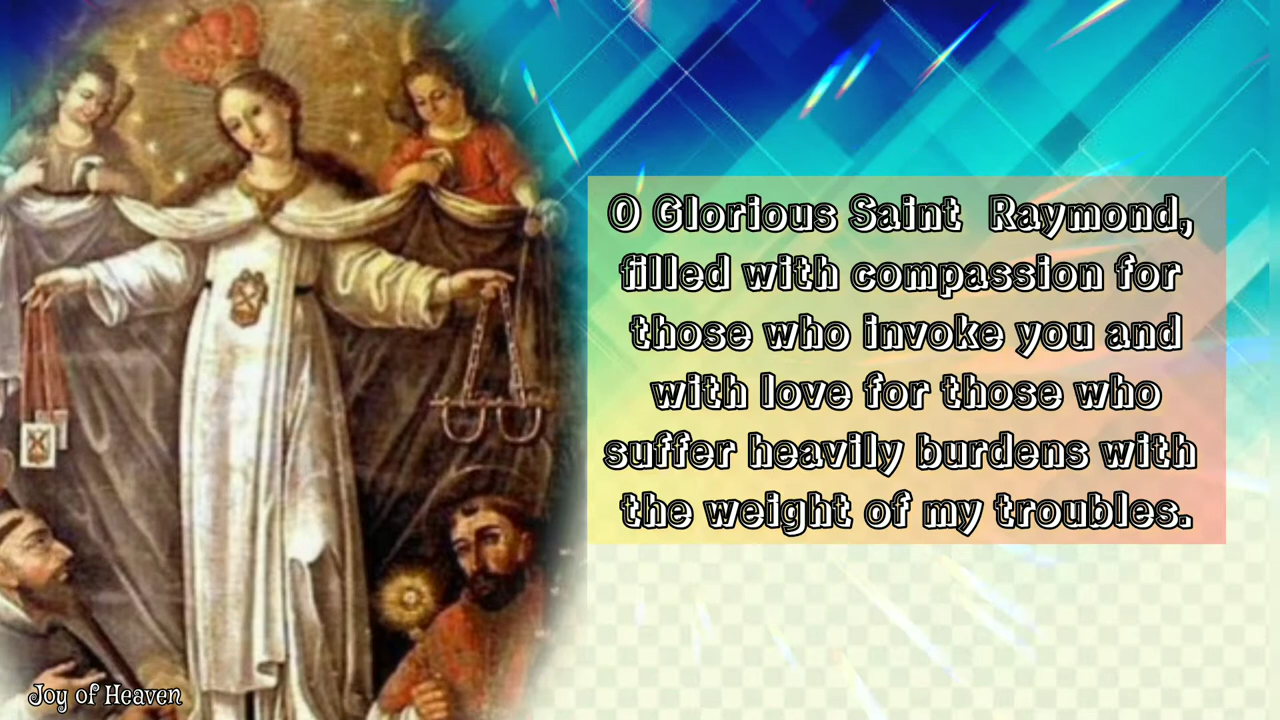 O Glorious Saint Raymond,
filled with compassion for
those who invoke you and
with love for those who
suffer heavily burdens with
the weight of my troubles.
Joy of Heaven